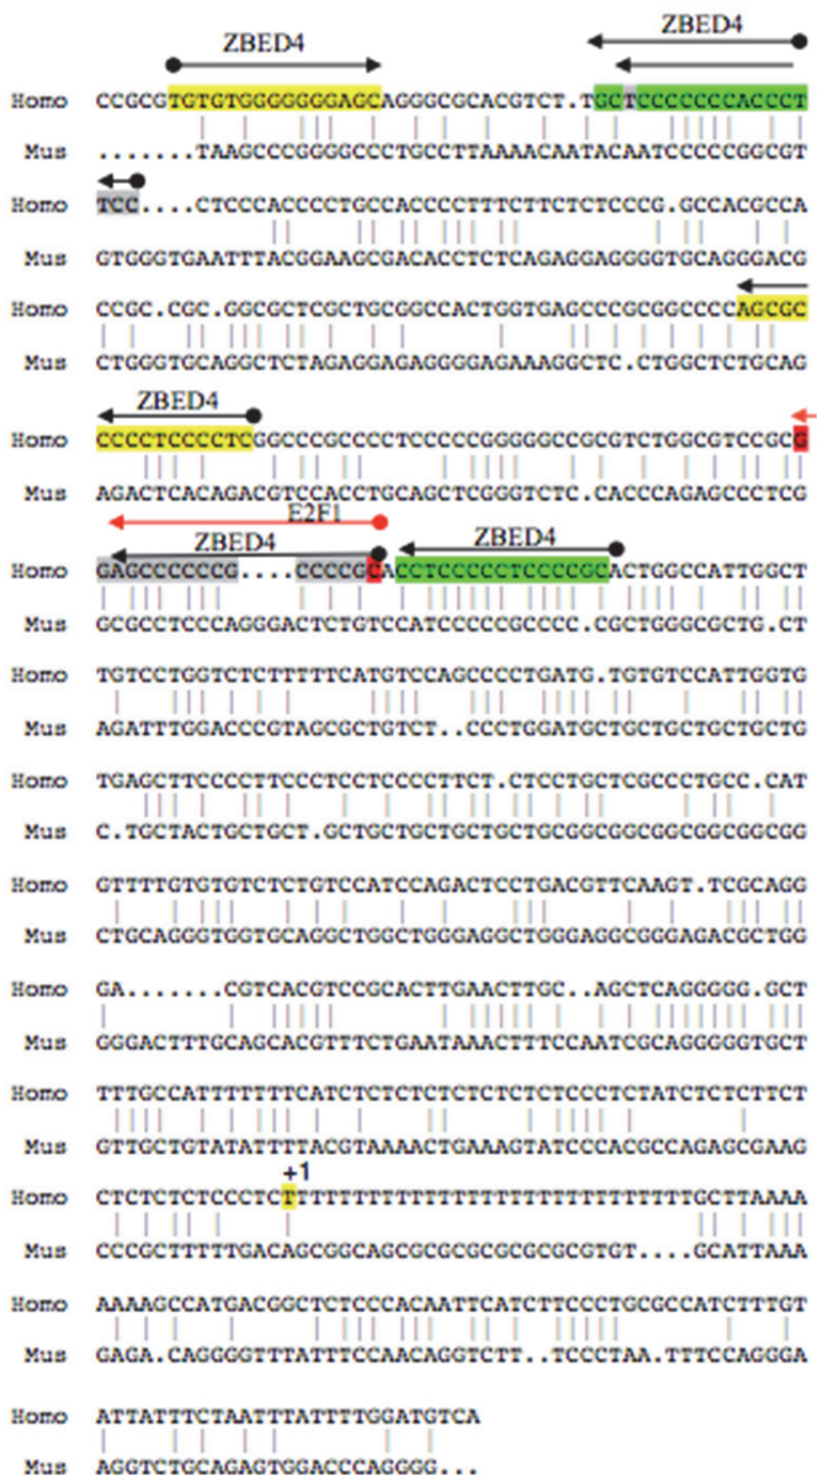 ZBED4 ZBED4
Homo CCGCGTGTGTGGGGGGGAGCAGGGCGCACGTCT.TGCTCCCCCCCACCCT
Mus .......TAAGCCCGGGGCCCTGCCTTAAAACAATACAATCCCCCGGCGT
Homo TCC....CTCCCACCCCTGCCACCCCTTTCTTCTCTCCCG.GCCACGCCA
Mus GTGGGTGAATTTACGGAAGCGACACCTCTCAGAGGAGGGGTGCAGGGACG
Homo CCGC.CGC.GGCGCTCGCTGCGGCCACTGGTGAGCCCGCGGCCCCAGCGC
Mus CTGGGTGCAGGCTCTAGAGGAGAGGGGAGAAAGGCTC.CTGGCTCTGCAG
ZBED4
Homo CCCCTCCCCTCGGCCCGCCCCTCCCCCGGGGGCCGCGTCTGGCGTCCGCG
Mus AGACTCACAGACGTCCACCTGCAGCTCGGGTCTC.CACCCAGAGCCCTCG
E2F1
ZBED4 ZBED4
Homo GAGCCCCCCG....CCCCGCACCTCCCCCTCCCCGCACTGGCCATTGGCT
Mus GCGCCTCCCAGGGACTCTGTCCATCCCCCGCCCC.CGCTGGGCGCTG.CT
Homo TGTCCTGGTCTCTTTTTCATGTCCAGCCCCTGATG.TGTGTCCATTGGTG
Mus AGATTTGGACCCGTAGCGCTGTCT..CCCTGGATGCTGCTGCTGCTGCTG
Homo TGAGCTTCCCCTTCCCTCCTCCCCTTCT.CTCCTGCTCGCCCTGCC.CAT
Mus C.TGCTACTGCTGCT.GCTGCTGCTGCTGCTGCGGCGGCGGCGGCGGCGG
Homo GTTTTGTGTGTCTCTGTCCATCCAGACTCCTGACGTTCAAGT.TCGCAGG
Mus CTGCAGGGTGGTGCAGGCTGGCTGGGAGGCTGGGAGGCGGGAGACGCTGG
Homo GA.......CGTCACGTCCGCACTTGAACTTGC..AGCTCAGGGGG.GCT
Mus GGGACTTTGCAGCACGTTTCTGAATAAACTTTCCAATCGCAGGGGGTGCT
Homo TTTGCCATTTTTTTCATCTCTCTCTCTCTCTCTCCCTCTATCTCTCTTCT
Mus GTTGCTGTATATTTTACGTAAAACTGAAAGTATCCCACGCCAGAGCGAAG
+1
Homo CTCTCTCTCCCTCTTTTTTTTTTTTTTTTTTTTTTTTTTTTTGCTTAAAA
Mus CCCGCTTTTTGACAGCGGCAGCGCGCGCGCGCGCGTGT....GCATTAAA
Homo AAAAGCCATGACGGCTCTCCCACAATTCATCTTCCCTGCGCCATCTTTGT
Mus GAGA.CAGGGGTTTATTTCCAACAGGTCTT..TCCCTAA.TTTCCAGGGA
Homo ATTATTTCTAATTTATTTTGGATGTCA
Mus AGGTCTGCAGAGTGGACCCAGGGG...